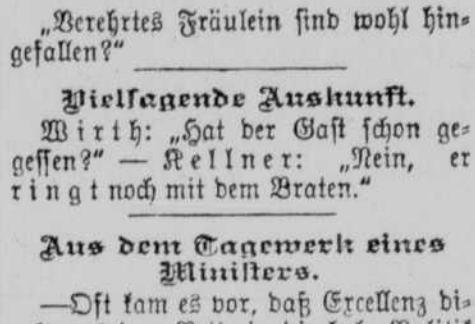 „Verehrtes Fräulein sind wohl hin=
gefallen?“
Vielsagende Auskunft.
Wirth: „Hat der Gast schon ge=
gessen?“ — Kellner: „Nein, er
ringt noch mit dem Braten.“
Aus dem Tagewerk eines
Ministers.
—Oft kam es vor, daß Excellenz di=